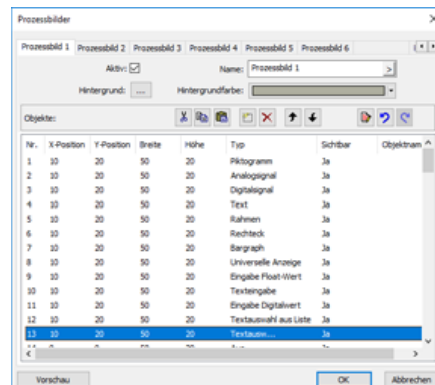 Prozessbilder
Prozessbild 1 Prozessbild 2 Prozessbild 3 Prozessbild 4 Prozessbild 5 Prozessbild 6
Aktiv: Name: Prozessbild 1 >
Hintergrund: ... Hintergrundfarbe:
Objekte:
Nr. X-Position Y-Position Breite Höhe Typ Sichtbar Objektnam
1 10 20 50 20 Piktogramm Ja
2 10 20 50 20 Analogsignal Ja
3 10 20 50 20 Digitalsignal Ja
4 10 20 50 20 Text Ja
5 10 20 50 20 Rahmen Ja
6 10 20 50 20 Rechteck Ja
7 10 20 50 20 Bargraph Ja
8 10 20 50 20 Universelle Anzeige Ja
9 10 20 50 20 Eingabe Float-Wert Ja
10 10 20 50 20 Texteingabe Ja
11 10 20 50 20 Eingabe Digitalwert Ja
12 10 20 50 20 Textauswahl aus Liste Ja
13 10 20 50 20 Textausw... Ja
Vorschau OK Abbrechen